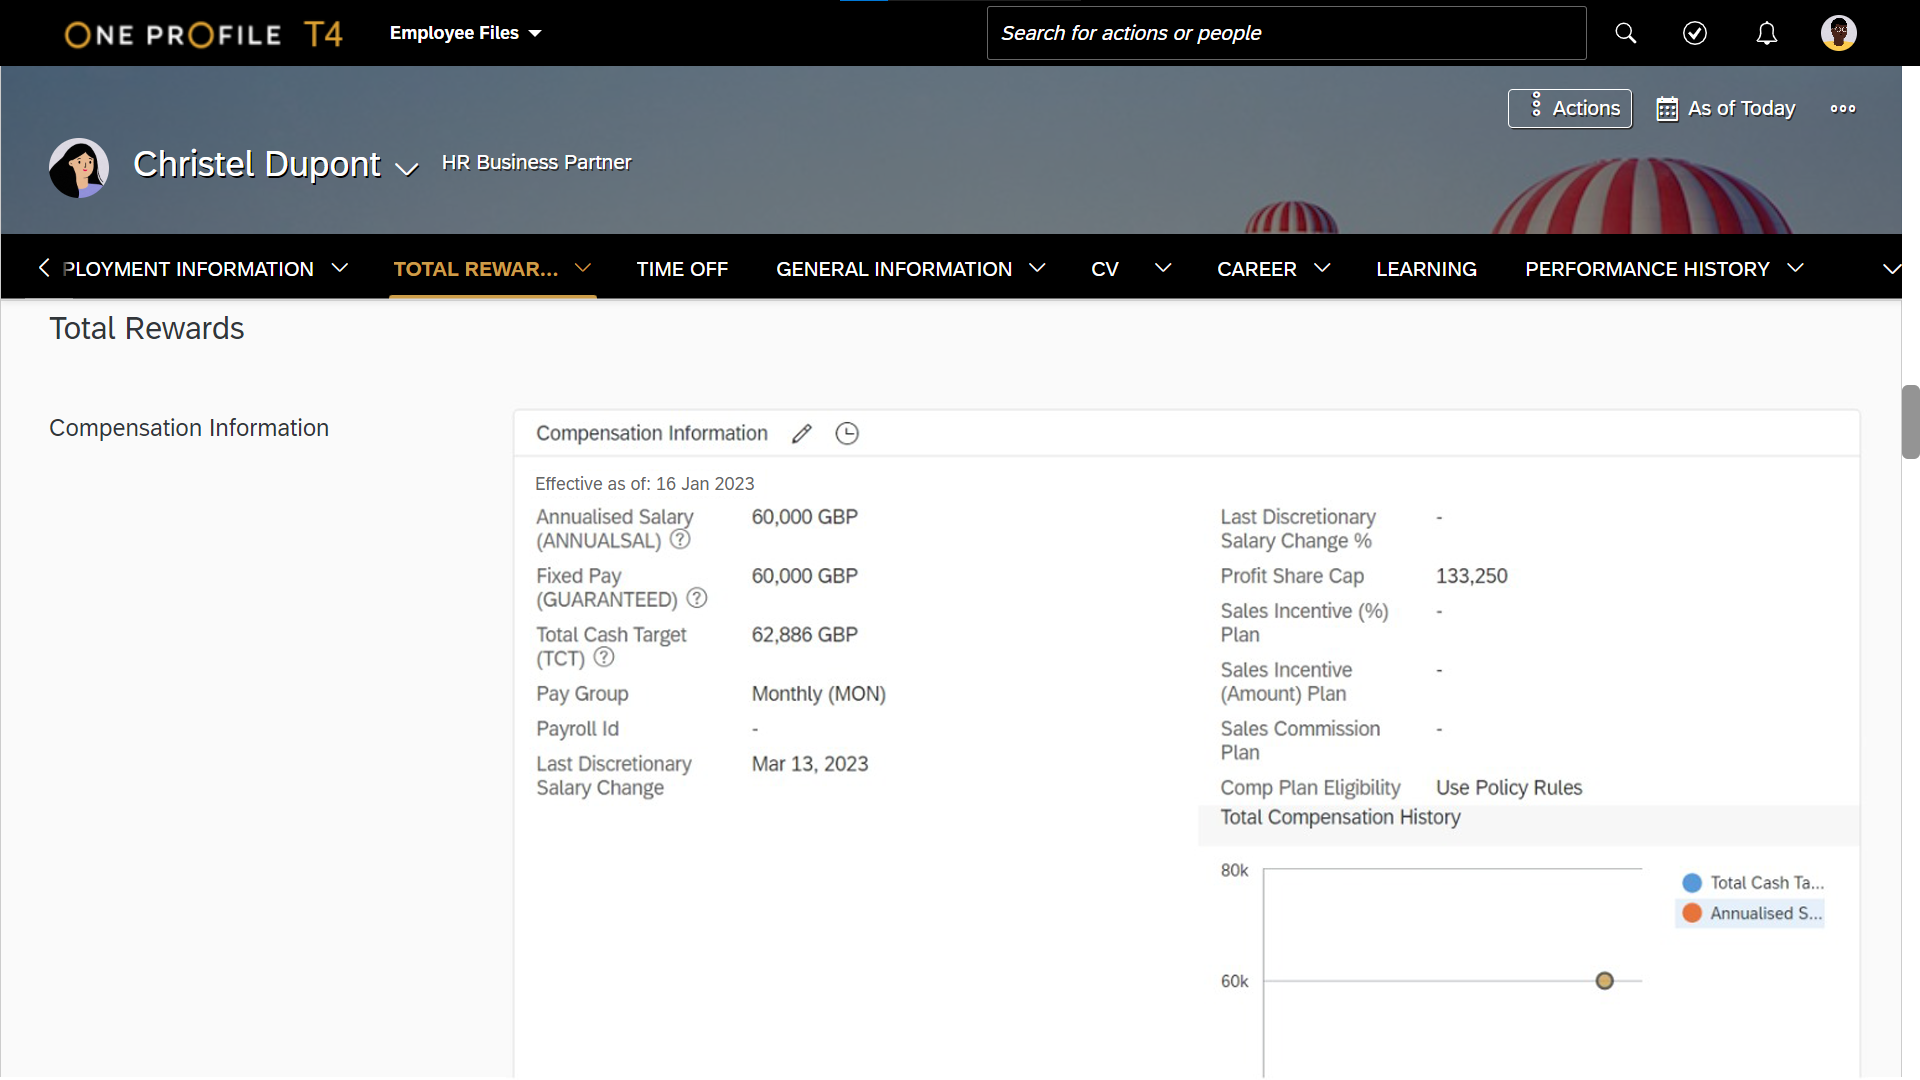 ONE PROFILE T4
Employee Files
Search for actions or people
Actions
As of Today
Christel Dupont
HR Business Partner
PLOYMENT INFORMATION
TOTAL REWAR...
TIME OFF
GENERAL INFORMATION
CV
CAREER
LEARNING
PERFORMANCE HISTORY
Total Rewards
Compensation Information
Compensation Information
Effective as of: 16 Jan 2023
Annualised Salary
(ANNUALSAL)
60,000 GBP
Fixed Pay
(GUARANTEED)
60,000 GBP
Total Cash Target
(TCT)
62,886 GBP
Pay Group
Monthly (MON)
Payroll Id
-
Last Discretionary
Salary Change
Mar 13, 2023
Last Discretionary
Salary Change %
-
Profit Share Cap
133,250
Sales Incentive (%)
Plan
-
Sales Incentive
(Amount) Plan
-
Sales Commission
Plan
-
Comp Plan Eligibility
Use Policy Rules
Total Compensation History
80k
60k
Total Cash Ta...
Annualised S...